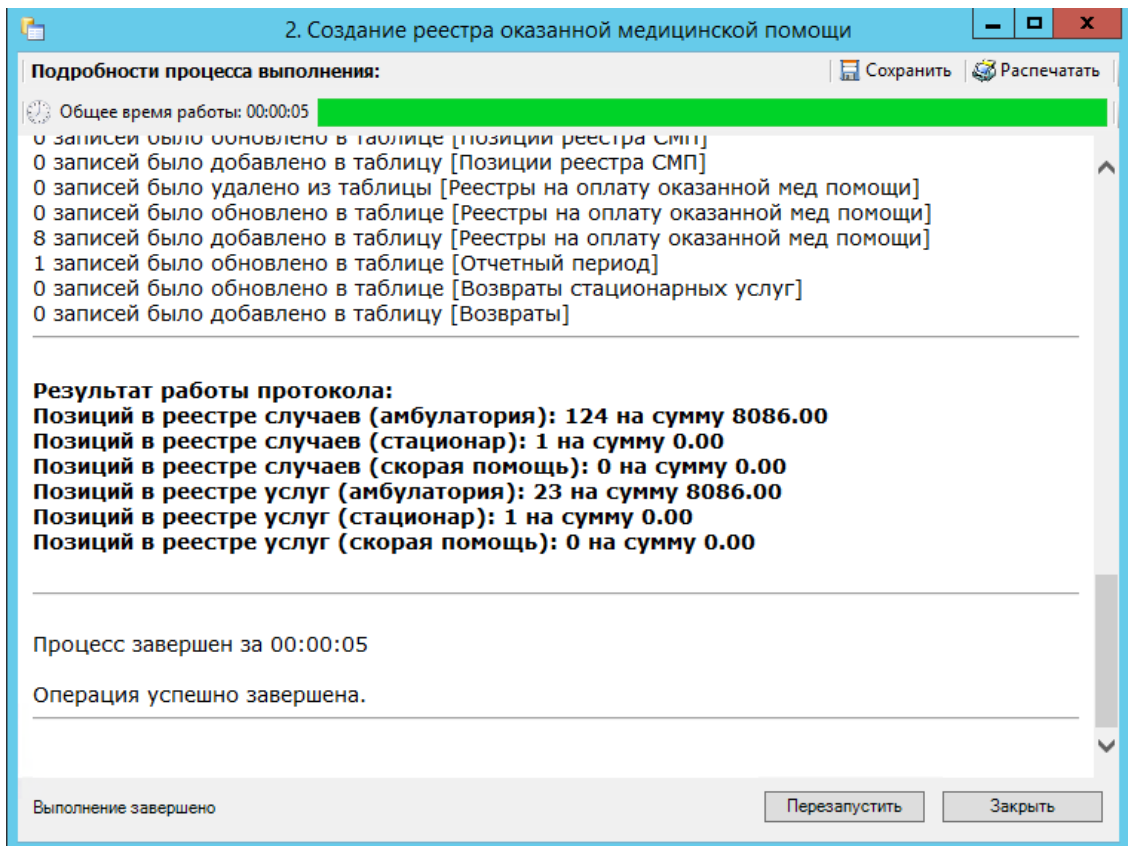 2. Создание реестра оказанной медицинской помощи
Подробности процесса выполнения:
Сохранить
Распечатать
Общее время работы: 00:00:05
0 записей было обновлено в таблице [Позиции реестра СМП]
0 записей было добавлено в таблицу [Позиции реестра СМП]
0 записей было удалено из таблицы [Реестры на оплату оказанной мед помощи]
0 записей было обновлено в таблице [Реестры на оплату оказанной мед помощи]
8 записей было добавлено в таблицу [Реестры на оплату оказанной мед помощи]
1 записей было обновлено в таблице [Отчетный период]
0 записей было обновлено в таблице [Возвраты стационарных услуг]
0 записей было добавлено в таблицу [Возвраты]
Результат работы протокола:
Позиций в реестре случаев (амбулатория): 124 на сумму 8086.00
Позиций в реестре случаев (стационар): 1 на сумму 0.00
Позиций в реестре случаев (скорая помощь): 0 на сумму 0.00
Позиций в реестре услуг (амбулатория): 23 на сумму 8086.00
Позиций в реестре услуг (стационар): 1 на сумму 0.00
Позиций в реестре услуг (скорая помощь): 0 на сумму 0.00
Процесс завершен за 00:00:05
Операция успешно завершена.
Выполнение завершено
Перезапустить
Закрыть